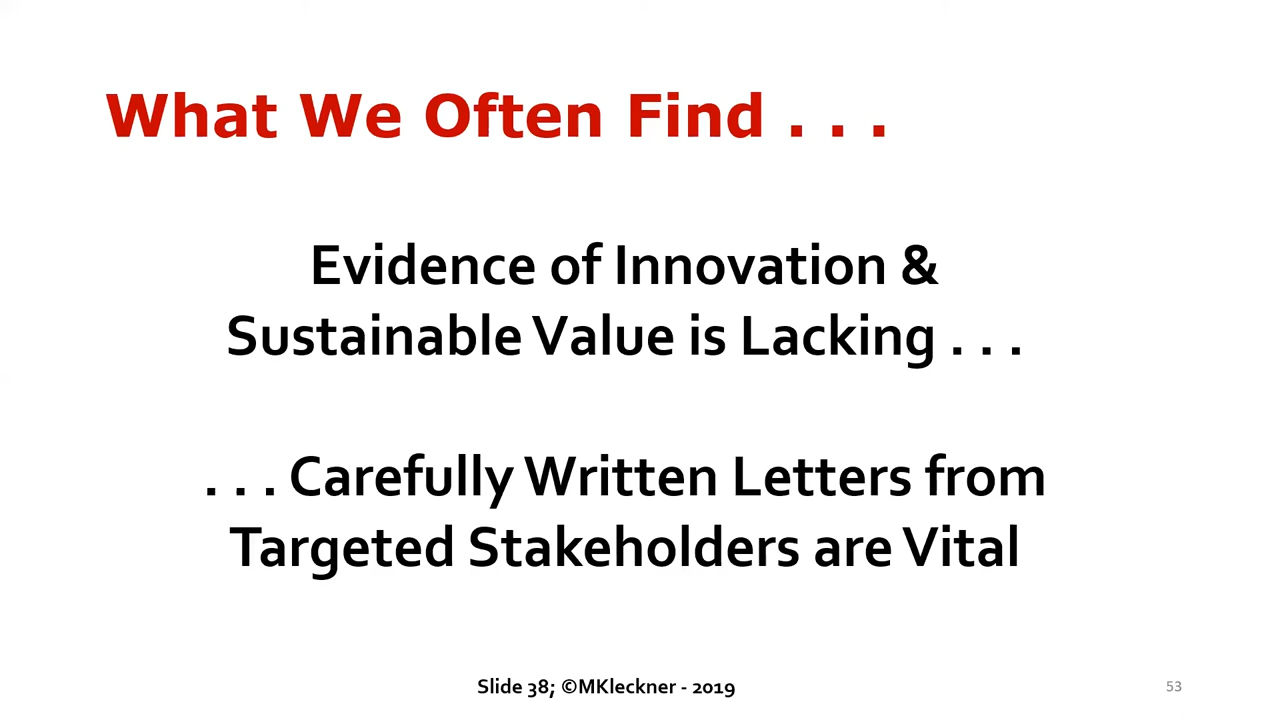 What We Often Find . . .
Evidence of Innovation &
Sustainable Value is Lacking . . .
. . . Carefully Written Letters from
Targeted Stakeholders are Vital
Slide 38; ©MKleckner - 2019
53